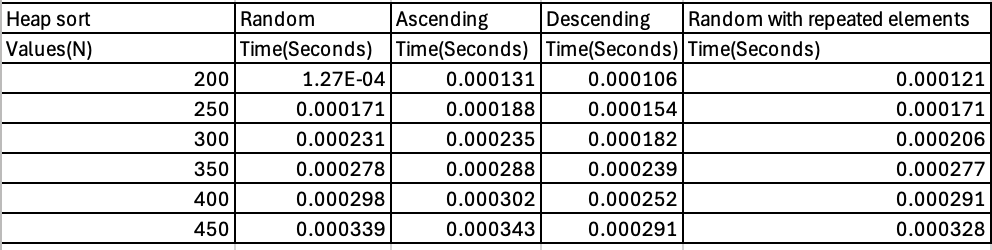 Heap sort Random Ascending Descending Random with repeated elements
Values(N) Time(Seconds) Time(Seconds) Time(Seconds) Time(Seconds)
200 1.27E-04 0.000131 0.000106 0.000121
250 0.000171 0.000188 0.000154 0.000171
300 0.000231 0.000235 0.000182 0.000206
350 0.000278 0.000288 0.000239 0.000277
400 0.000298 0.000302 0.000252 0.000291
450 0.000339 0.000343 0.000291 0.000328